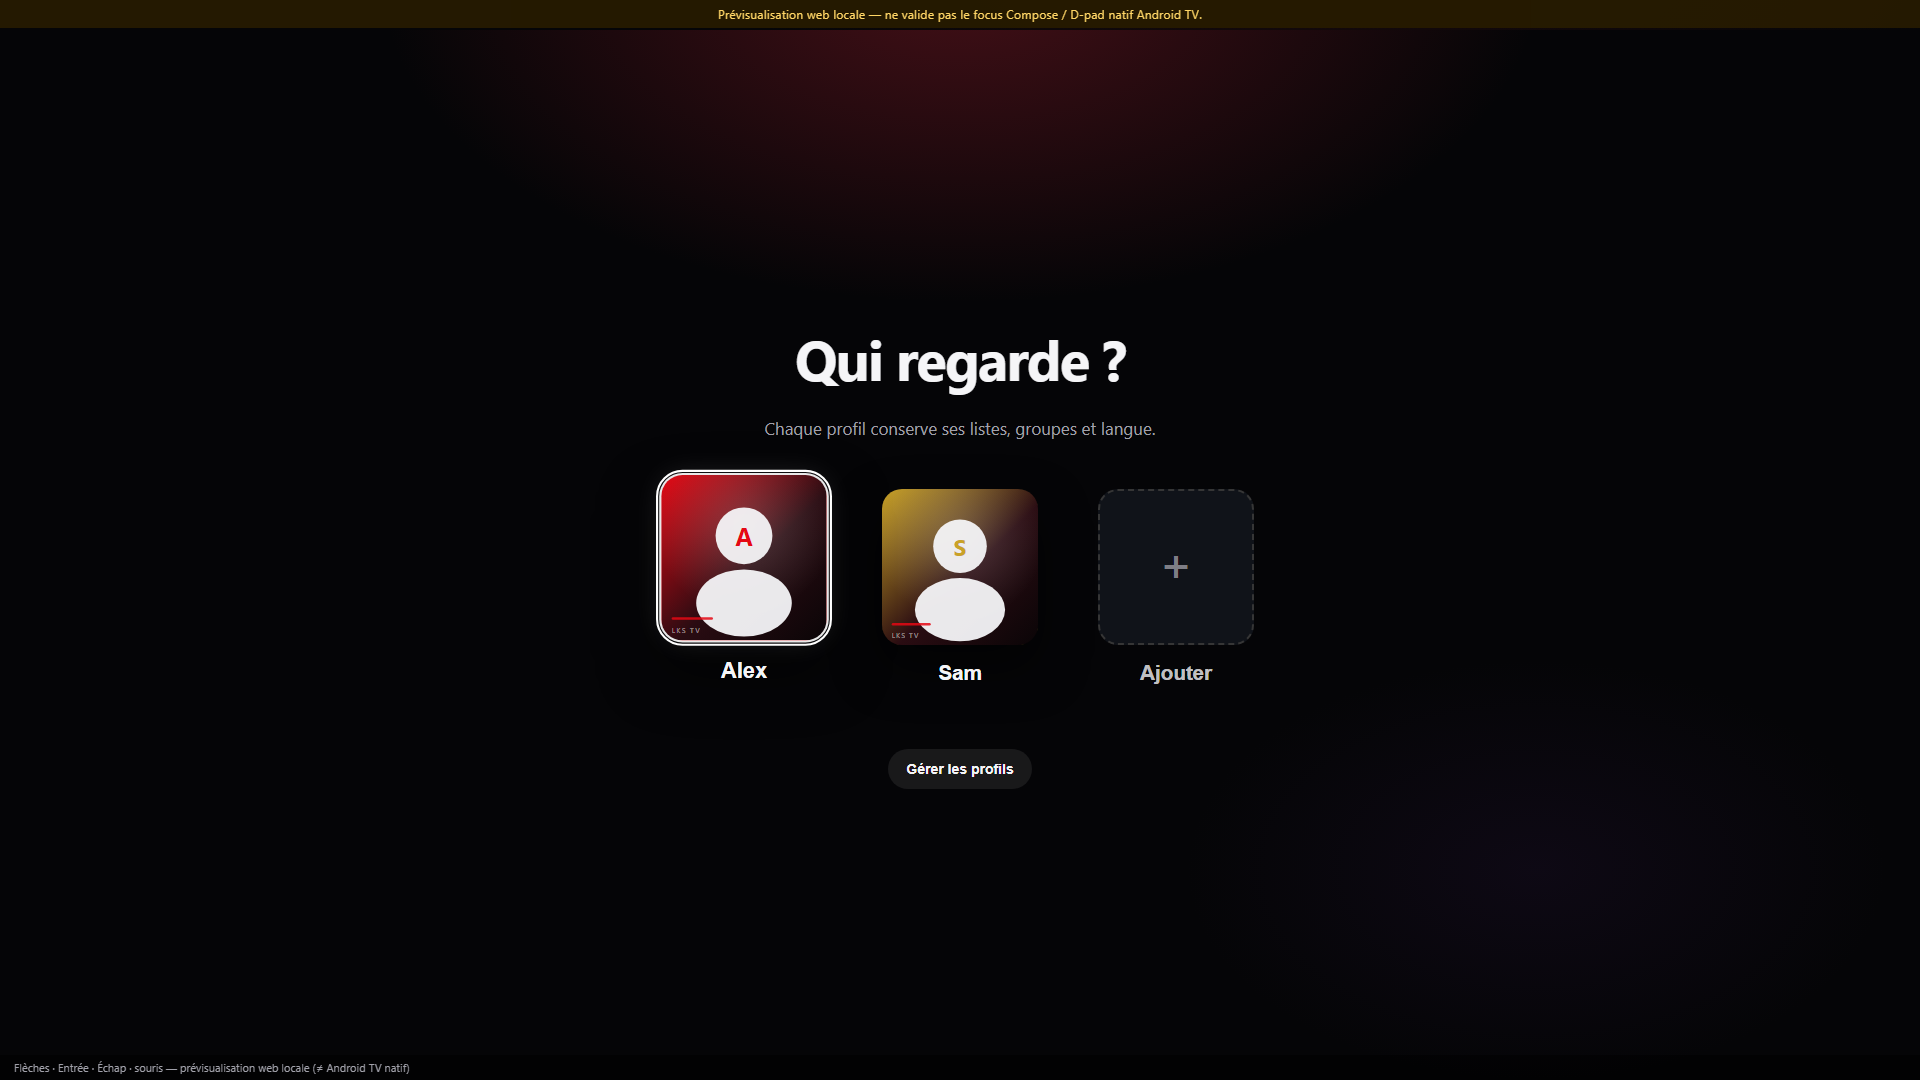 Prévisualisation web locale — ne valide pas le focus Compose / D-pad natif Android TV.
Qui regarde ?
Chaque profil conserve ses listes, groupes et langue.
A
LKS TV
S
LKS TV
+
Alex
Sam
Ajouter
Gérer les profils
Flèches · Entrée · Échap · souris — prévisualisation web locale (≠ Android TV natif)